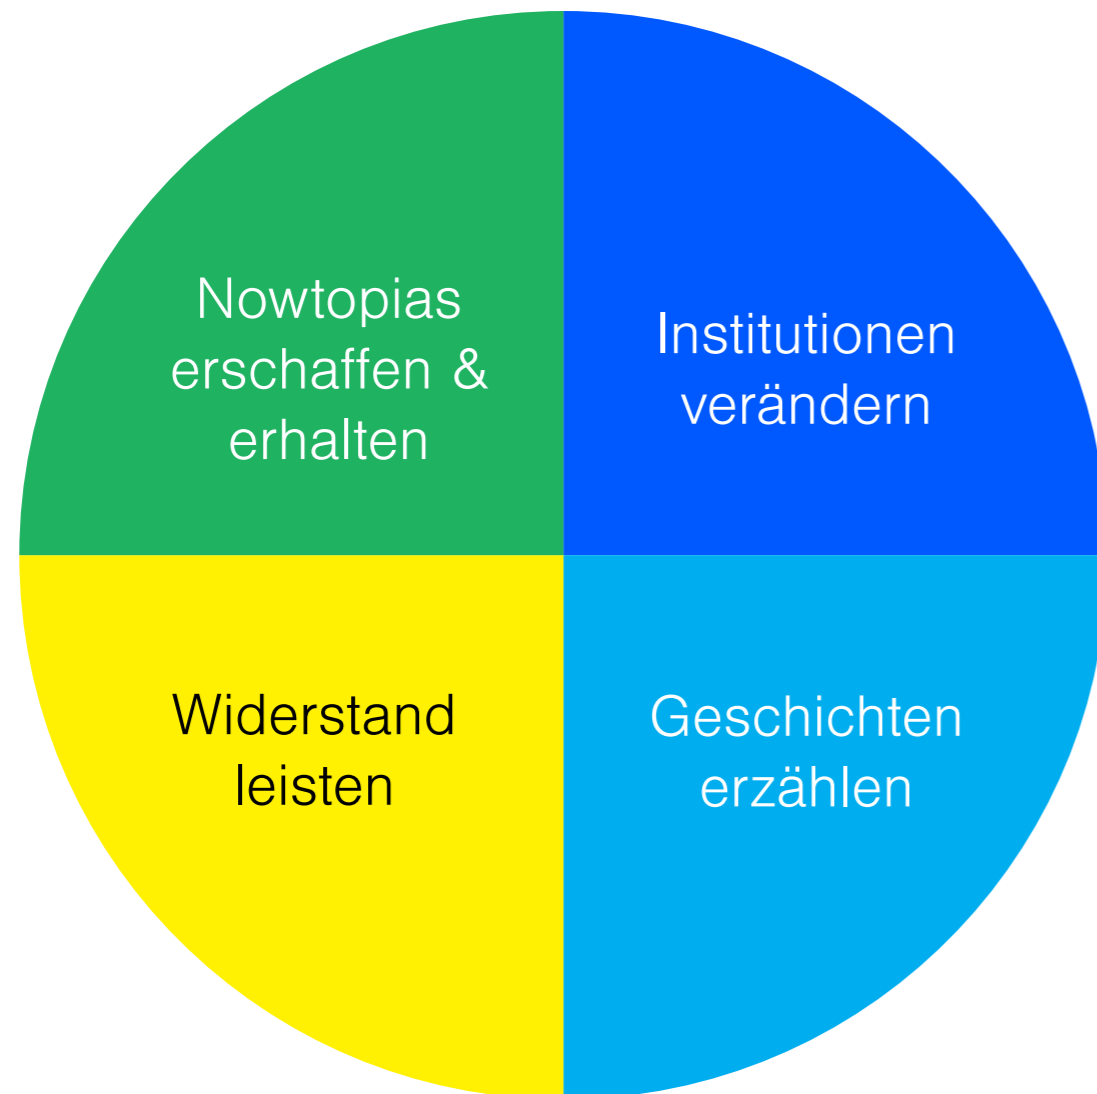 Nowtopias
erschaffen &
erhalten
Institutionen
verändern
Widerstand
leisten
Geschichten
erzählen